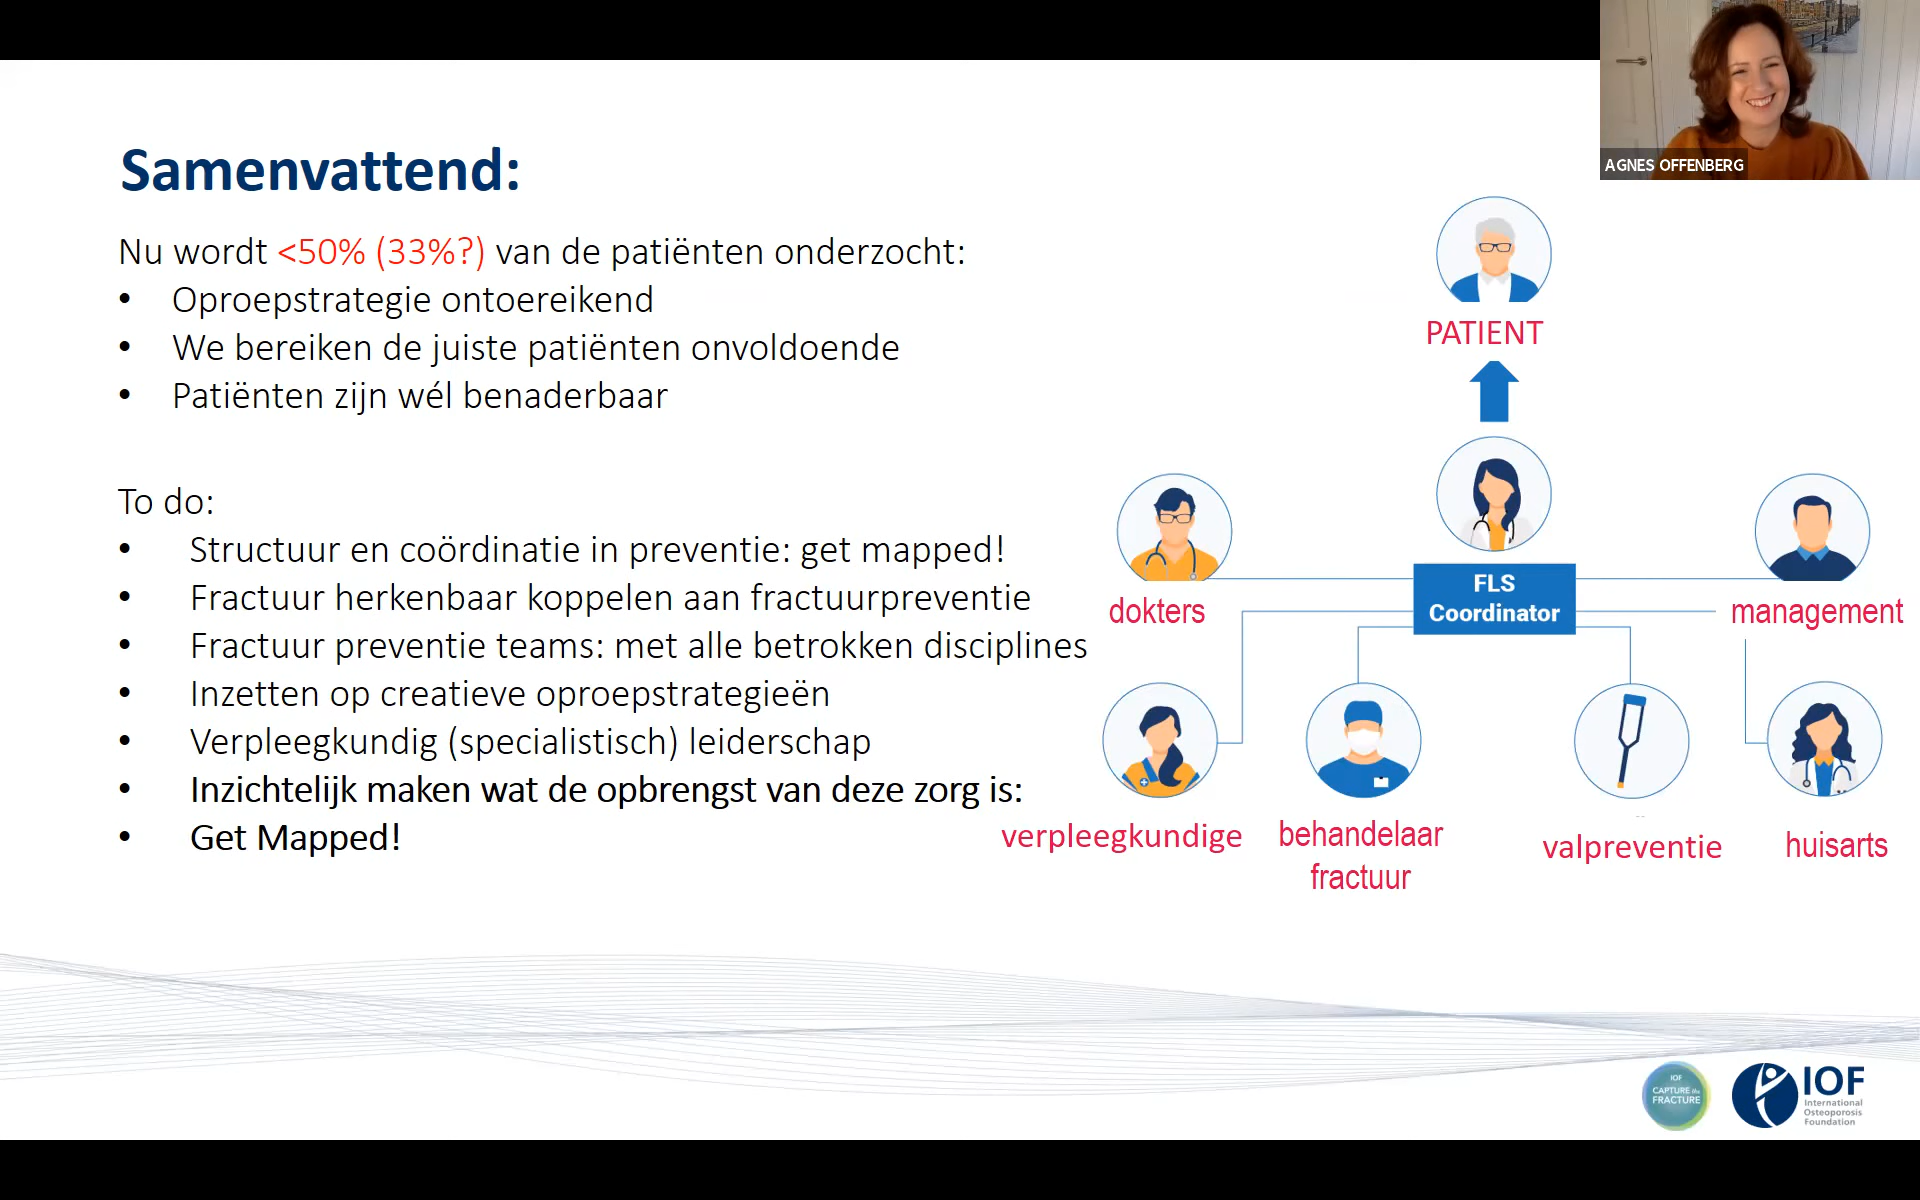 AGNES OFFENBERG
Samenvattend:
Nu wordt <50% (33%?) van de patiënten onderzocht:
• Oproepstrategie ontoereikend
• We bereiken de juiste patiënten onvoldoende
• Patiënten zijn wél benaderbaar
To do:
• Structuur en coördinatie in preventie: get mapped!
• Fractuur herkenbaar koppelen aan fractuurpreventie
• Fractuur preventie teams: met alle betrokken disciplines
• Inzetten op creatieve oproepstrategieën
• Verpleegkundig (specialistisch) leiderschap
• Inzichtelijk maken wat de opbrengst van deze zorg is:
• Get Mapped!
PATIENT
FLS
Coordinator
dokters
management
verpleegkundige
behandelaar
fractuur
valpreventie
huisarts
IOF
CAPTURE the
FRACTURE
IOF
International
Osteoporosis
Foundation